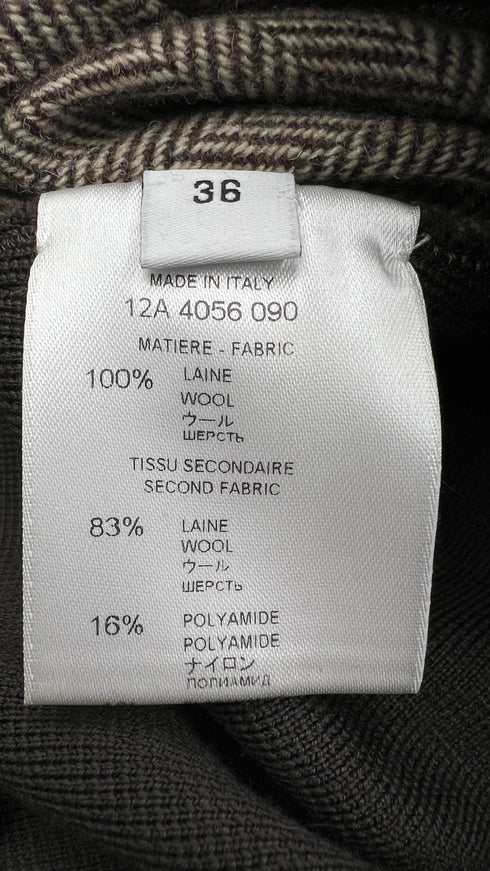 36
MADE IN ITALY
12A 4056 090
MATIERE - FABRIC
100% LAINE
WOOL
ウール
ШЕРСТЬ
TISSU SECONDAIRE
SECOND FABRIC
83% LAINE
WOOL
ウール
ШЕРСТЬ
16% POLYAMIDE
POLYAMIDE
ナイロン
ПОЛИАМИД